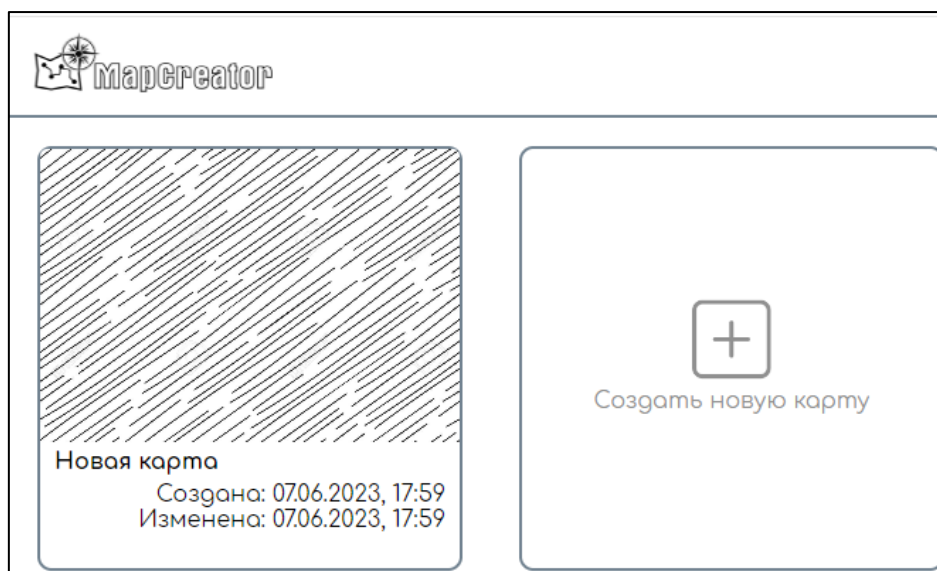 MapCreator
Новая карта
Создана: 07.06.2023, 17:59
Изменена: 07.06.2023, 17:59
Создать новую карту